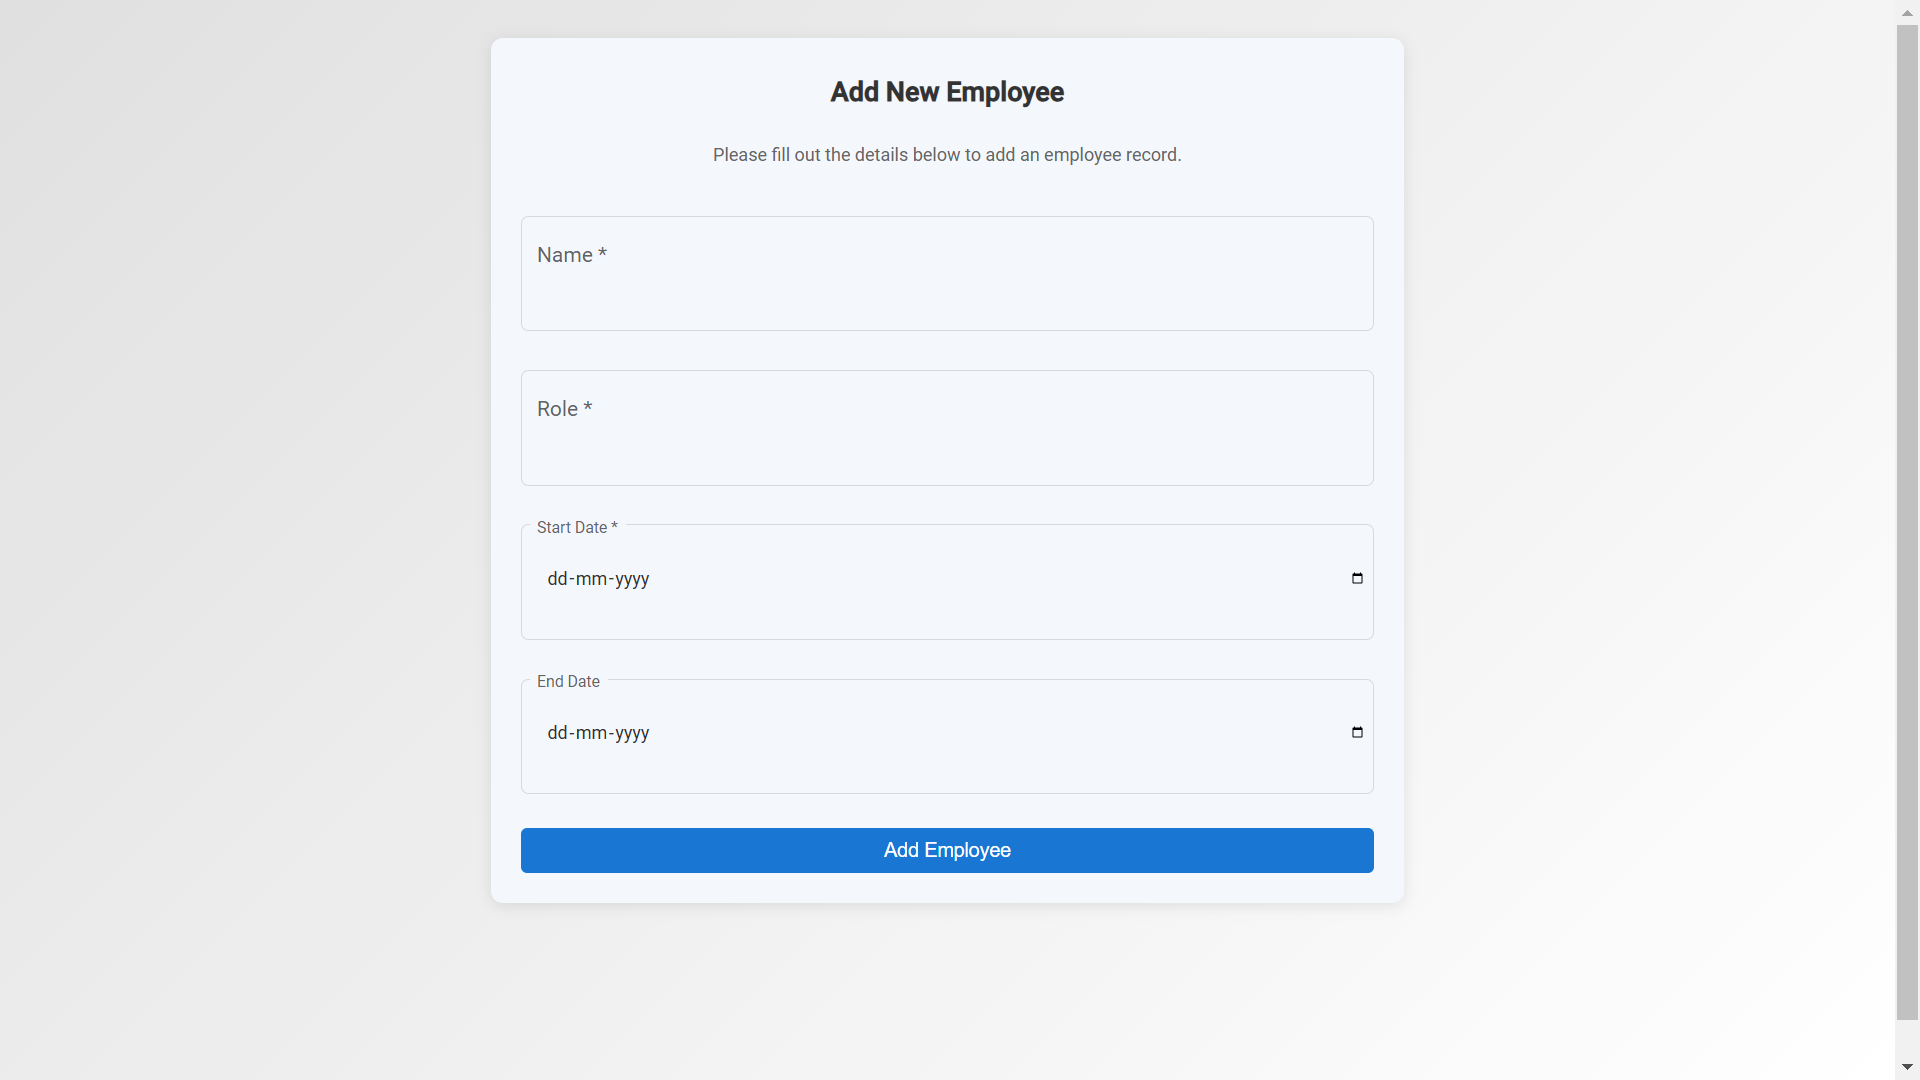 Add New Employee
Please fill out the details below to add an employee record.
Name *
Role *
Start Date *
dd-mm-yyyy
End Date
dd-mm-yyyy
Add Employee